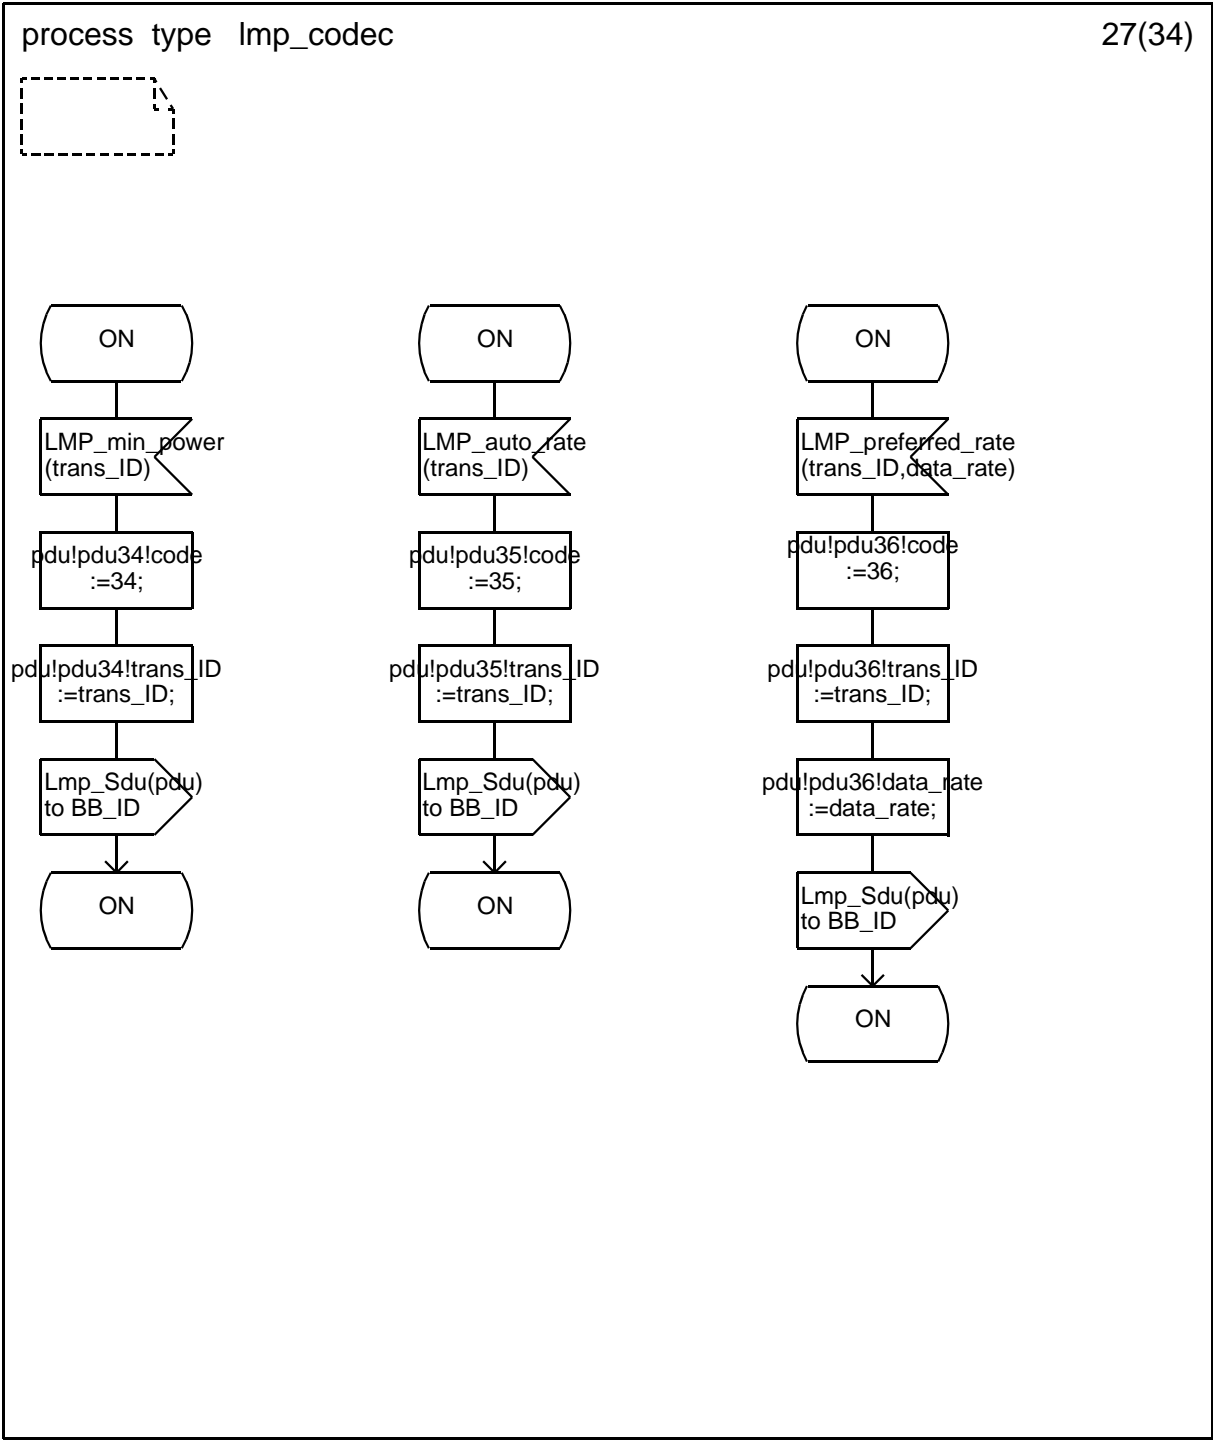 process type lmp_codec
27(34)
ON
LMP_min_power
(trans_ID)
pdu!pdu34!code
:=34;
pdu!pdu34!trans_ID
:=trans_ID;
Lmp_Sdu(pdu)
to BB_ID
ON
ON
LMP_auto_rate
(trans_ID)
pdu!pdu35!code
:=35;
pdu!pdu35!trans_ID
:=trans_ID;
Lmp_Sdu(pdu)
to BB_ID
ON
ON
LMP_preferred_rate
(trans_ID,data_rate)
pdu!pdu36!code
:=36;
pdu!pdu36!trans_ID
:=trans_ID;
pdu!pdu36!data_rate
:=data_rate;
Lmp_Sdu(pdu)
to BB_ID
ON